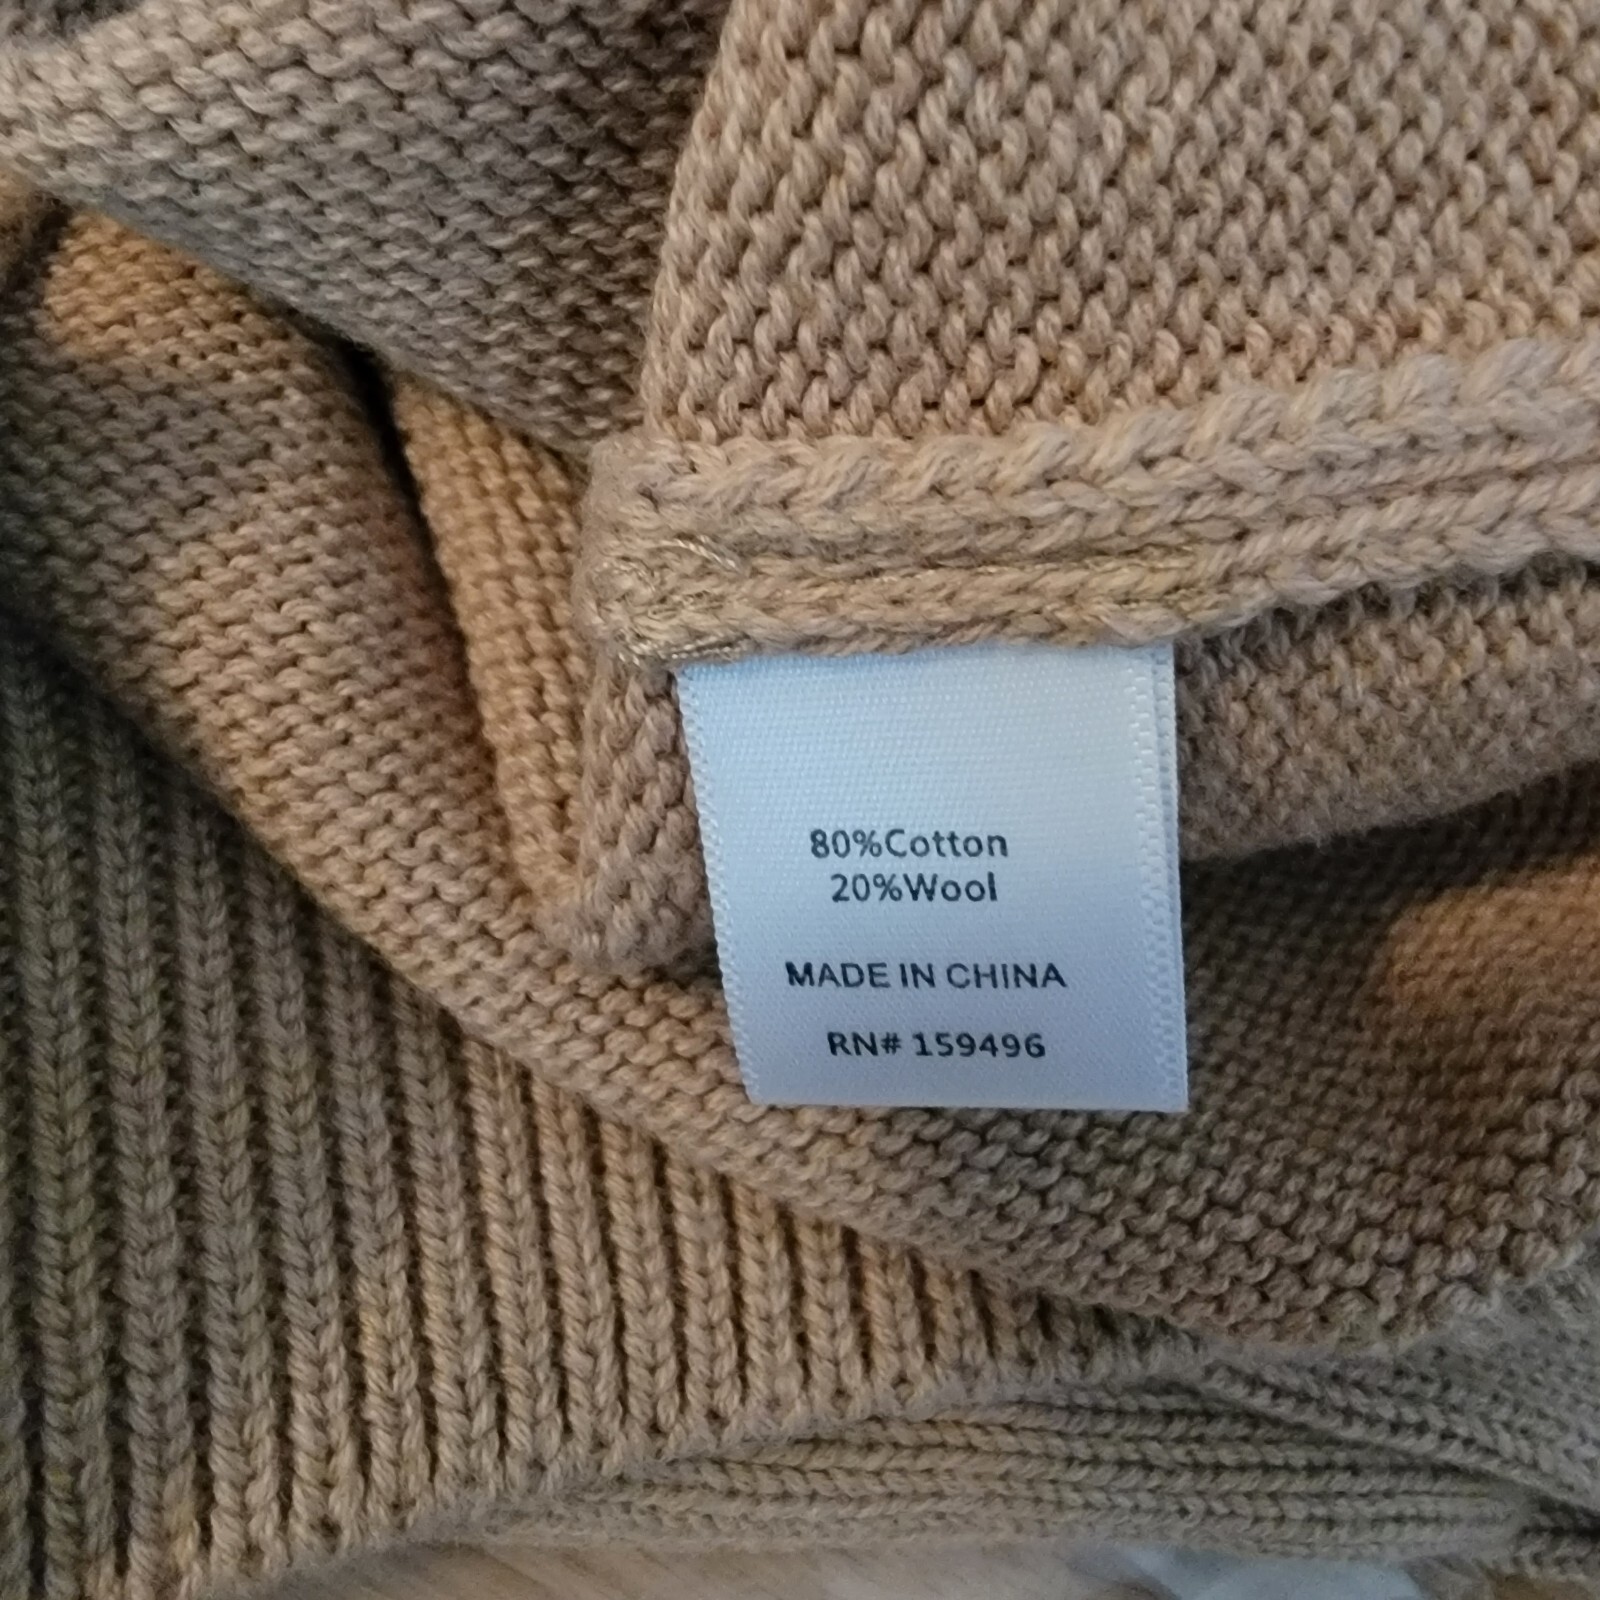 80%Cotton
20%Wool
MADE IN CHINA
RN# 159496